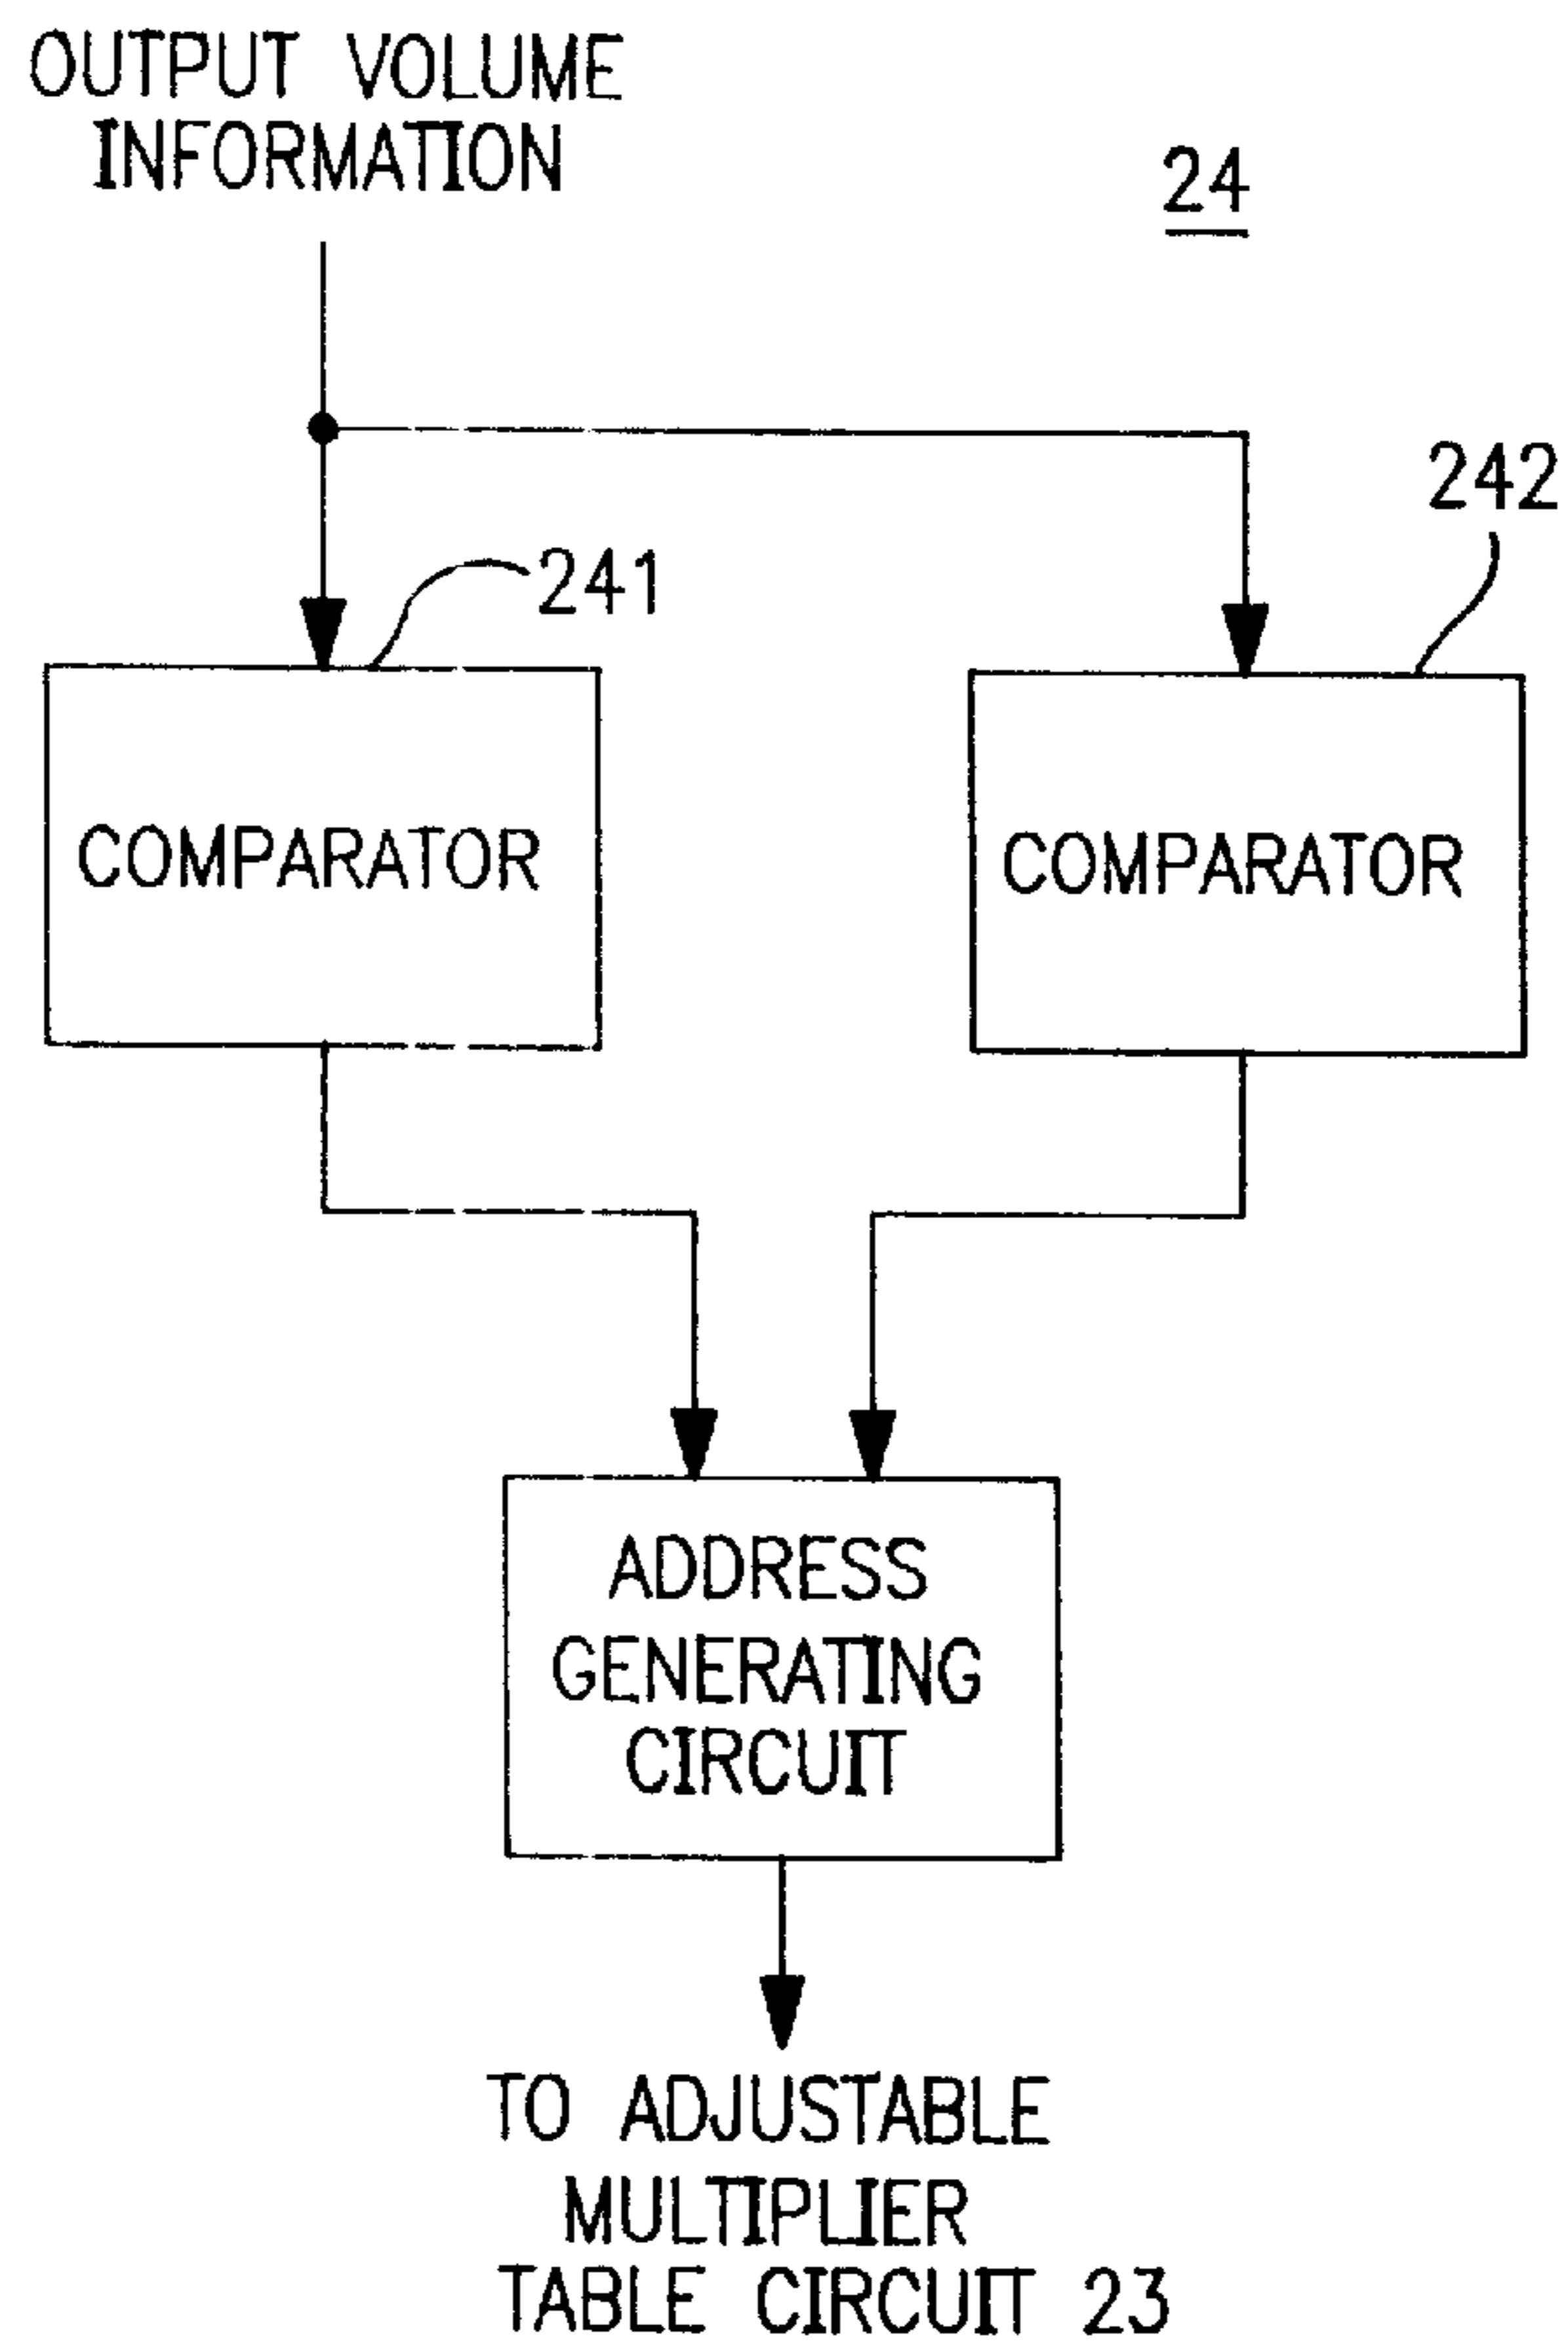 OUTPUT VOLUME
INFORMATION
24
242
241
COMPARATOR
COMPARATOR
ADDRESS
GENERATING
CIRCUIT
TO ADJUSTABLE
MULTIPLIER
TABLE CIRCUIT 23